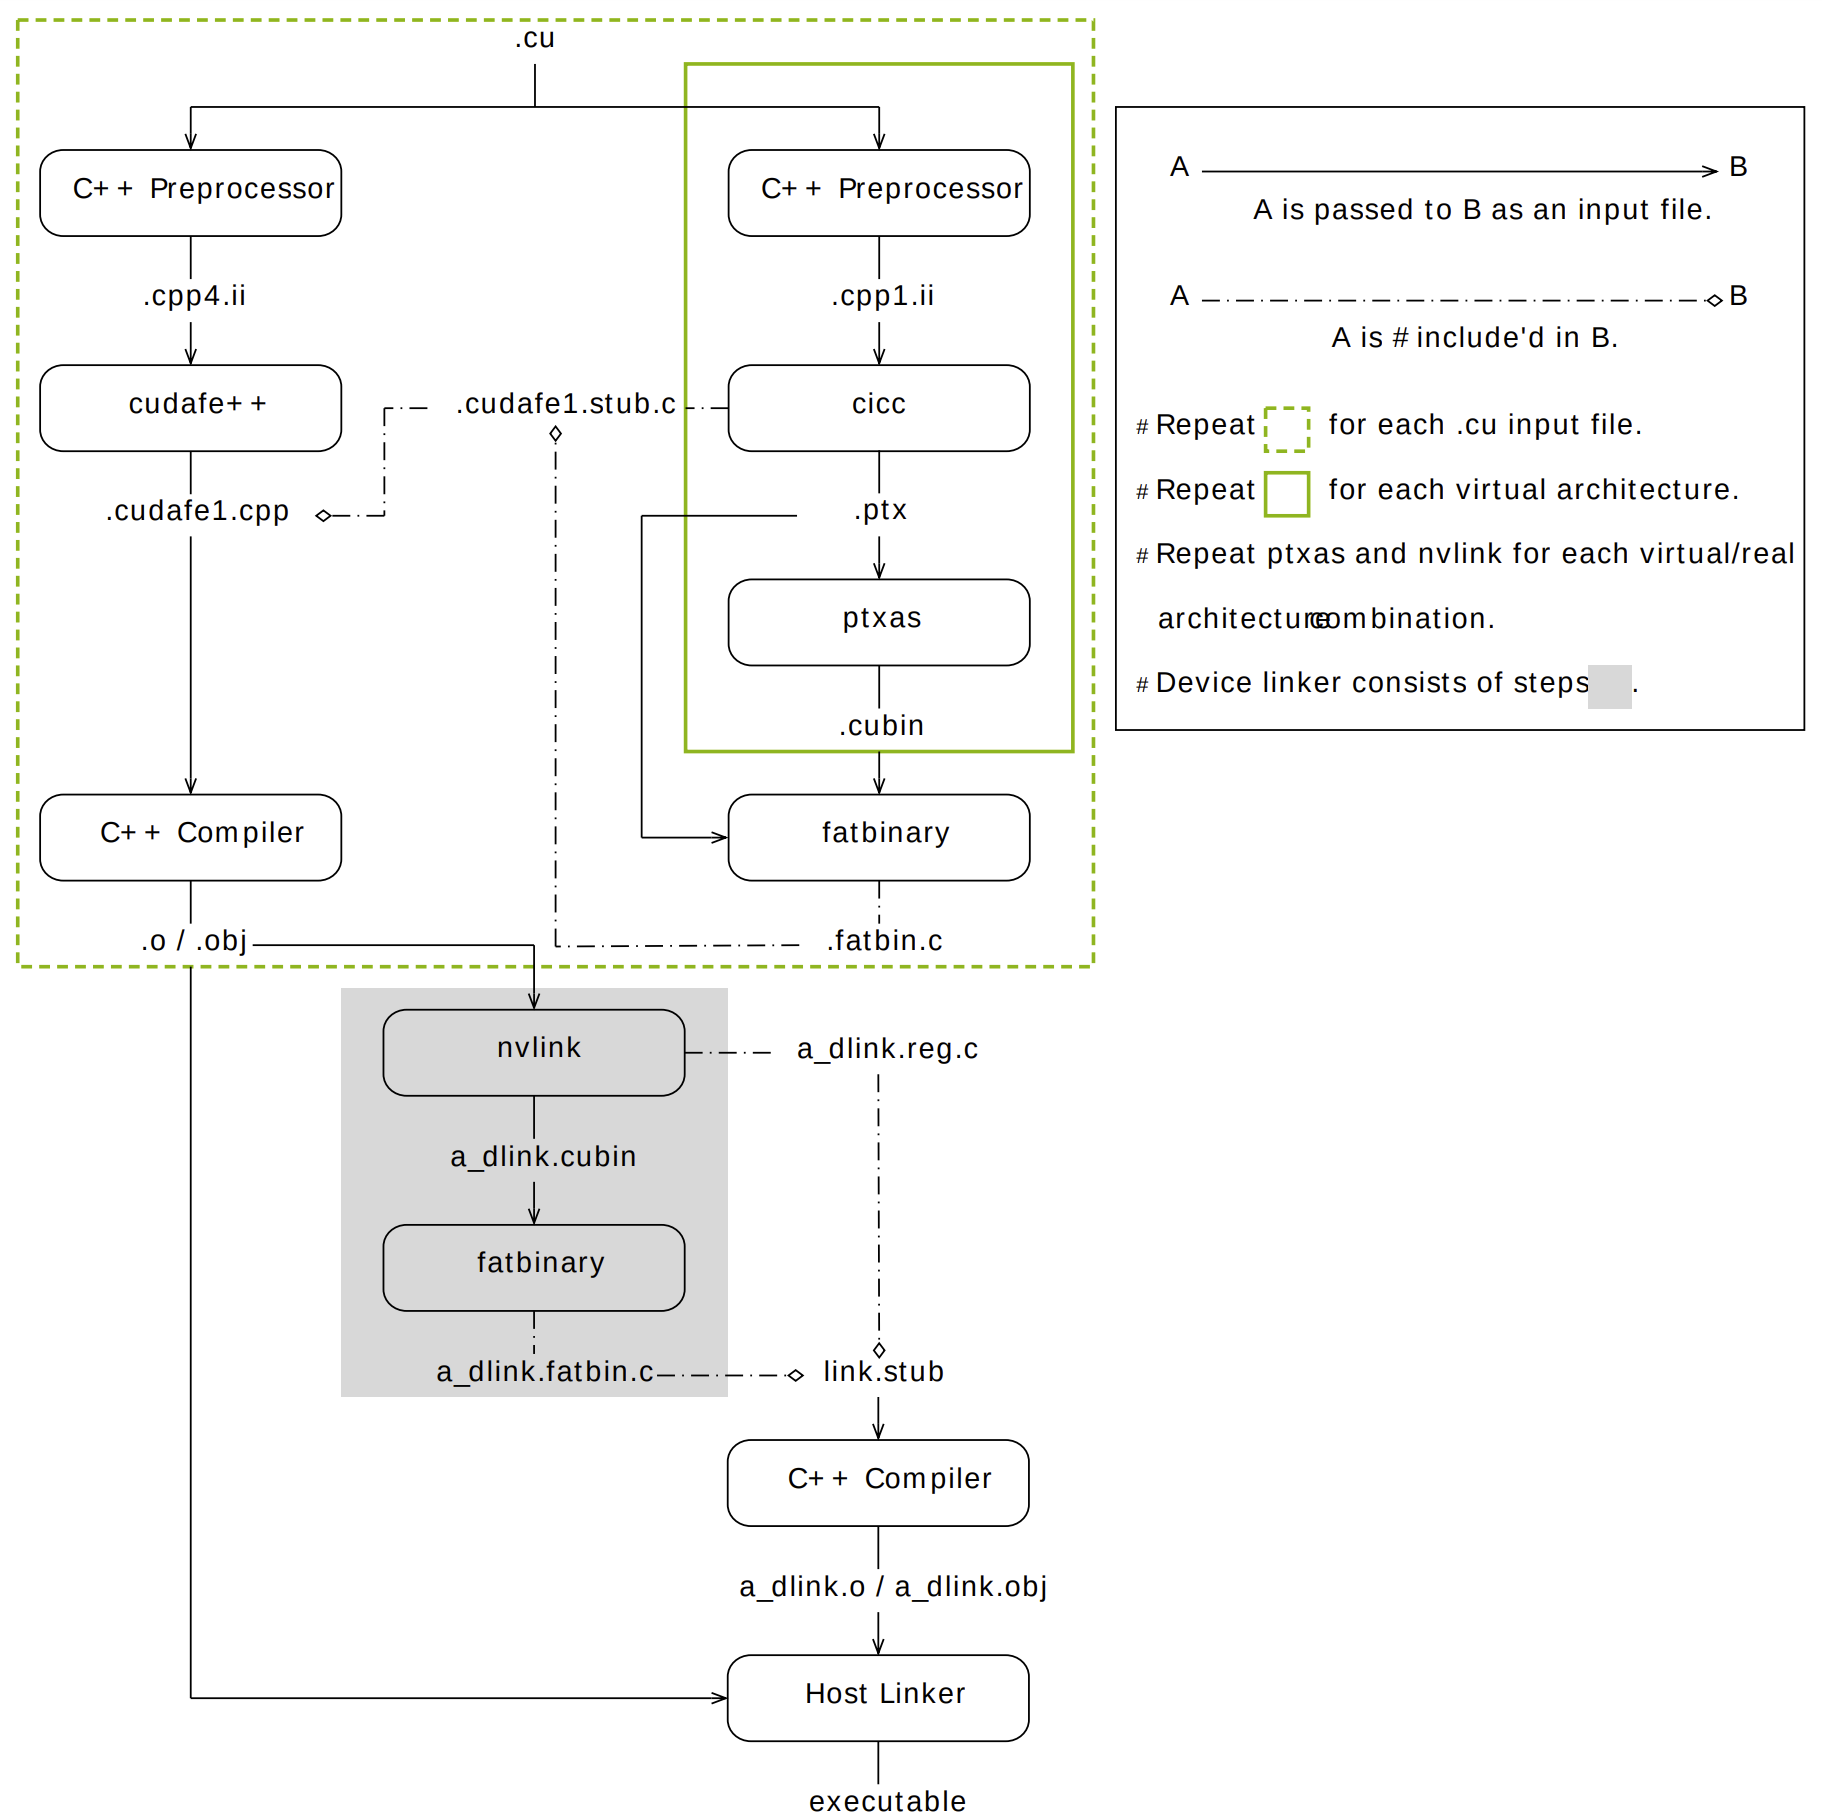 .cu
C++ Preprocessor
C++ Preprocessor
.cpp4.ii
.cpp1.ii
cudafe++
.cudafe1.stub.c
cicc
.cudafe1.cpp
.ptx
ptxas
.cubin
C++ Compiler
fatbinary
.o / .obj
.fatbin.c
nvlink
a_dlink.reg.c
a_dlink.cubin
fatbinary
a_dlink.fatbin.c
link.stub
C++ Compiler
a_dlink.o / a_dlink.obj
Host Linker
executable
A B
A is passed to B as an input file.
A B
A is #include'd in B.
# Repeat for each .cu input file.
# Repeat for each virtual architecture.
# Repeat ptxas and nvlink for each virtual/real
architecture combination.
# Device linker consists of steps .